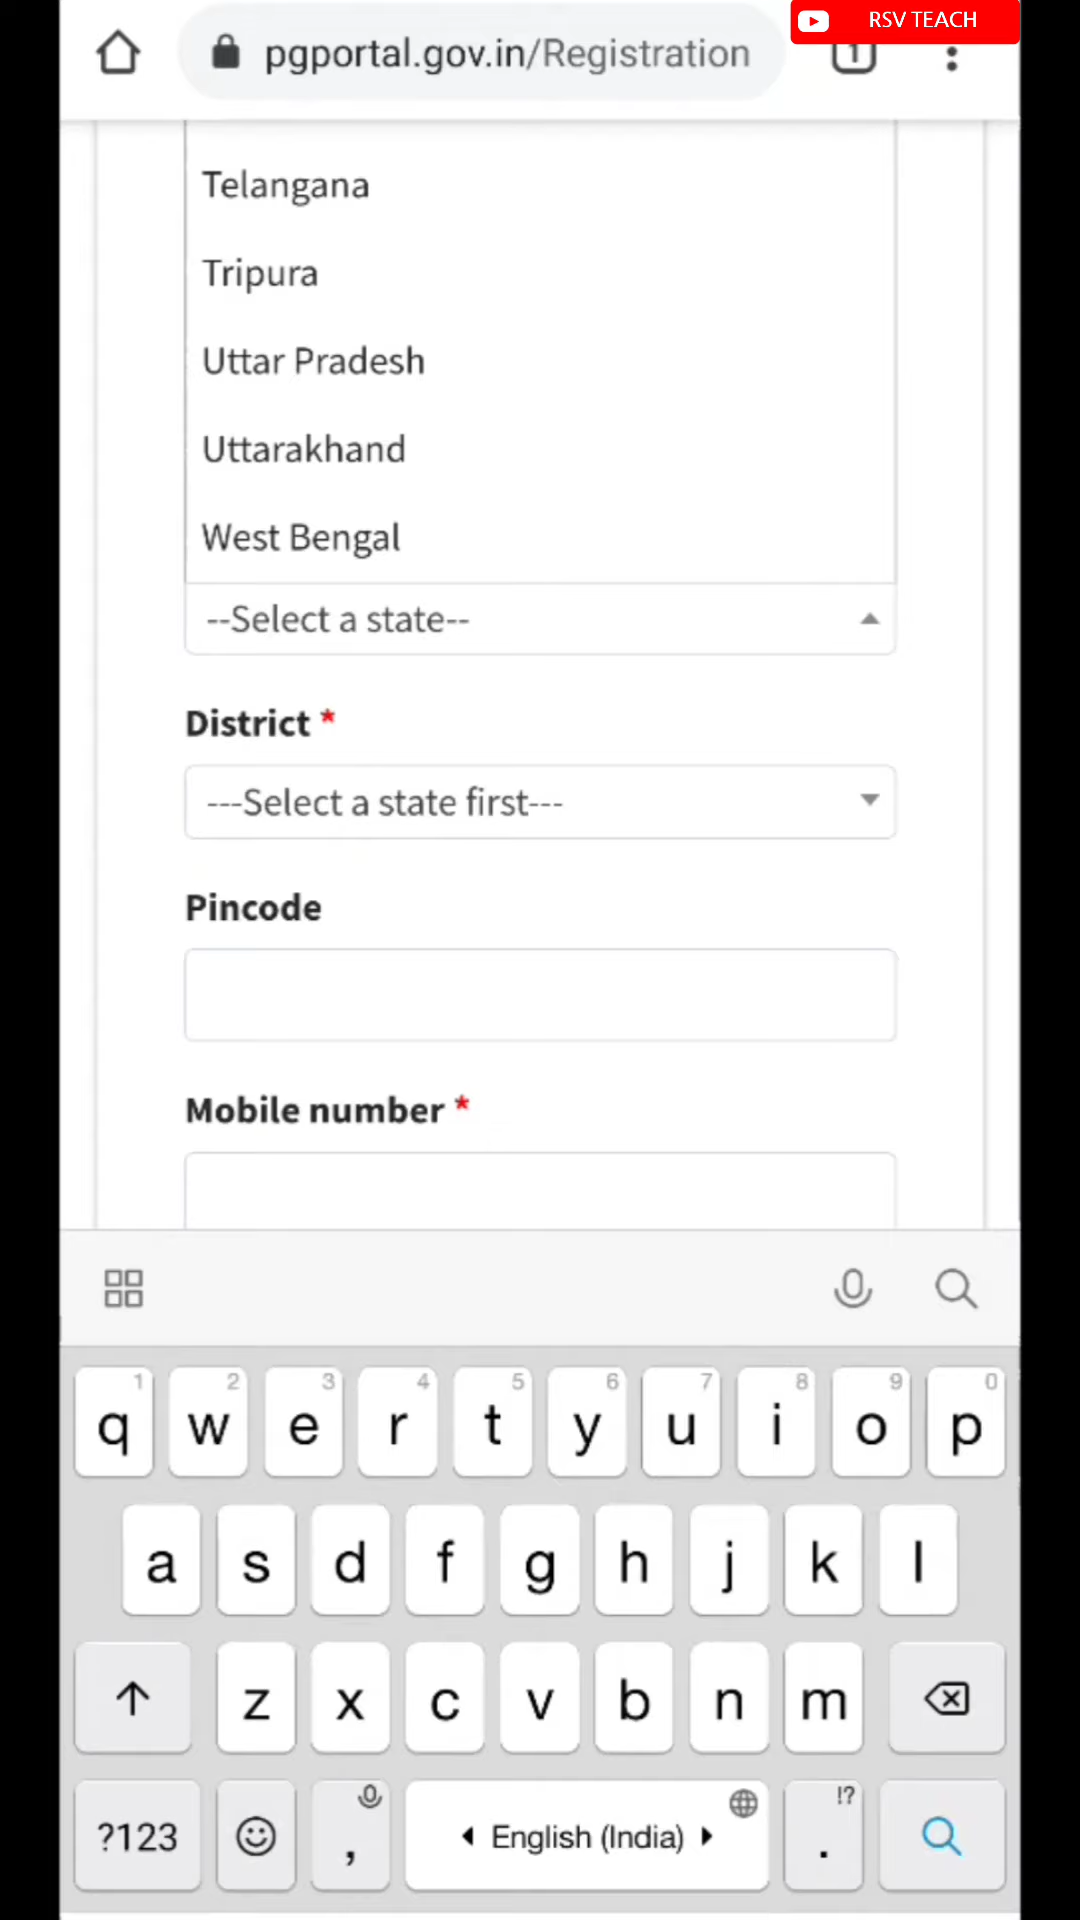 RSV TEACH
pgportal.gov.in/Registration
1
Telangana
Tripura
Uttar Pradesh
Uttarakhand
West Bengal
--Select a state--
District *
---Select a state first---
Pincode
Mobile number *
1 2 3 4 5 6 7 8 9 0
q w e r t y u i o p
a s d f g h j k l
z x c v b n m
!?
?123 , English (India) .